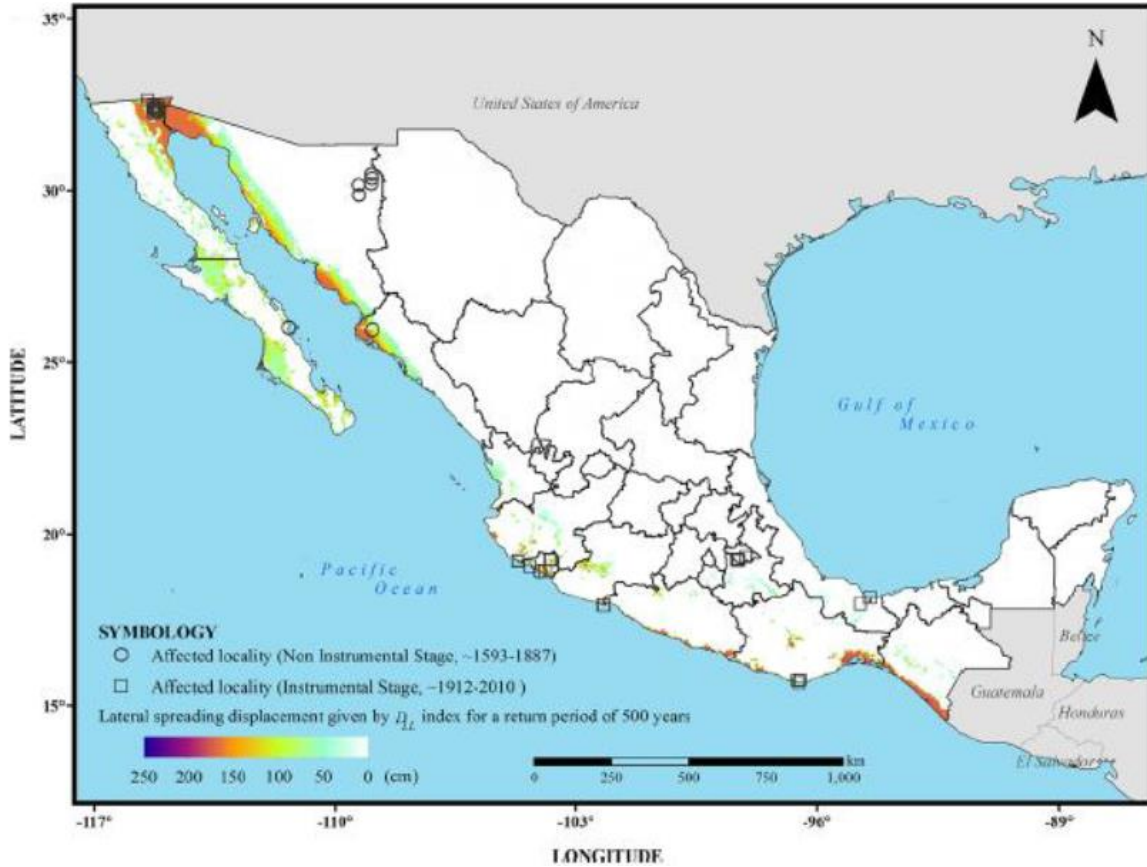 35°
N
United States of America
30°
LATITUDE
25°
Gulf of
Mexico
20°
Pacific
Ocean
SYMBOLOGY
Affected locality (Non Instrumental Stage, ~1593-1887)
Affected locality (Instrumental Stage, ~1912-2010 )
Lateral spreading displacement given by D_LL index for a return period of 500 years
250 200 150 100 50 0 (cm)
km
0 250 500 750 1,000
Belize
Guatemala
Honduras
El Salvador
15°
-117° -110° -103° -96° -89°
LONGITUDE